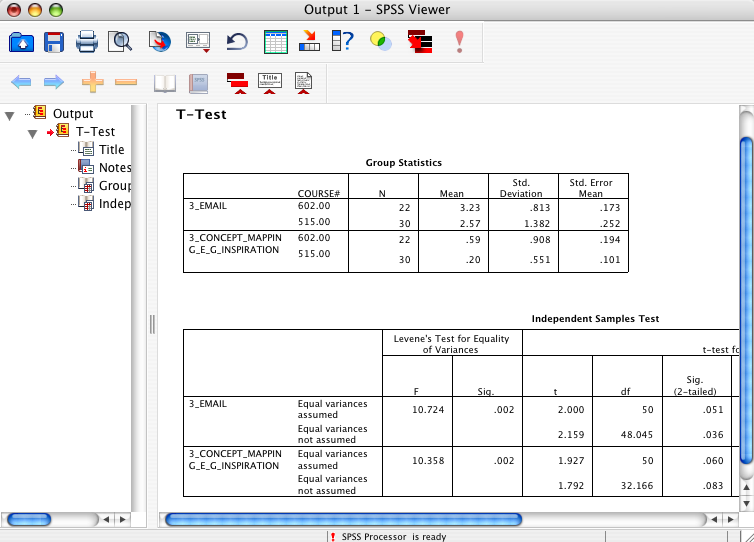 Output 1 – SPSS Viewer
Title
SPSS
Output
T-Test
Title
Notes
Group
Indep
T-Test
Group Statistics
COURSE# N Mean Std. Deviation Std. Error Mean
3_EMAIL 602.00 22 3.23 .813 .173
515.00 30 2.57 1.382 .252
3_CONCEPT_MAPPIN
G_E_G_INSPIRATION
602.00 22 .59 .908 .194
515.00 30 .20 .551 .101
Independent Samples Test
Levene's Test for Equality
of Variances
t-test fo
F Sig. t df Sig. (2-tailed)
3_EMAIL Equal variances
assumed 10.724 .002 2.000 50 .051
Equal variances
not assumed 2.159 48.045 .036
3_CONCEPT_MAPPIN
G_E_G_INSPIRATION
Equal variances
assumed 10.358 .002 1.927 50 .060
Equal variances
not assumed 1.792 32.166 .083
SPSS Processor is ready